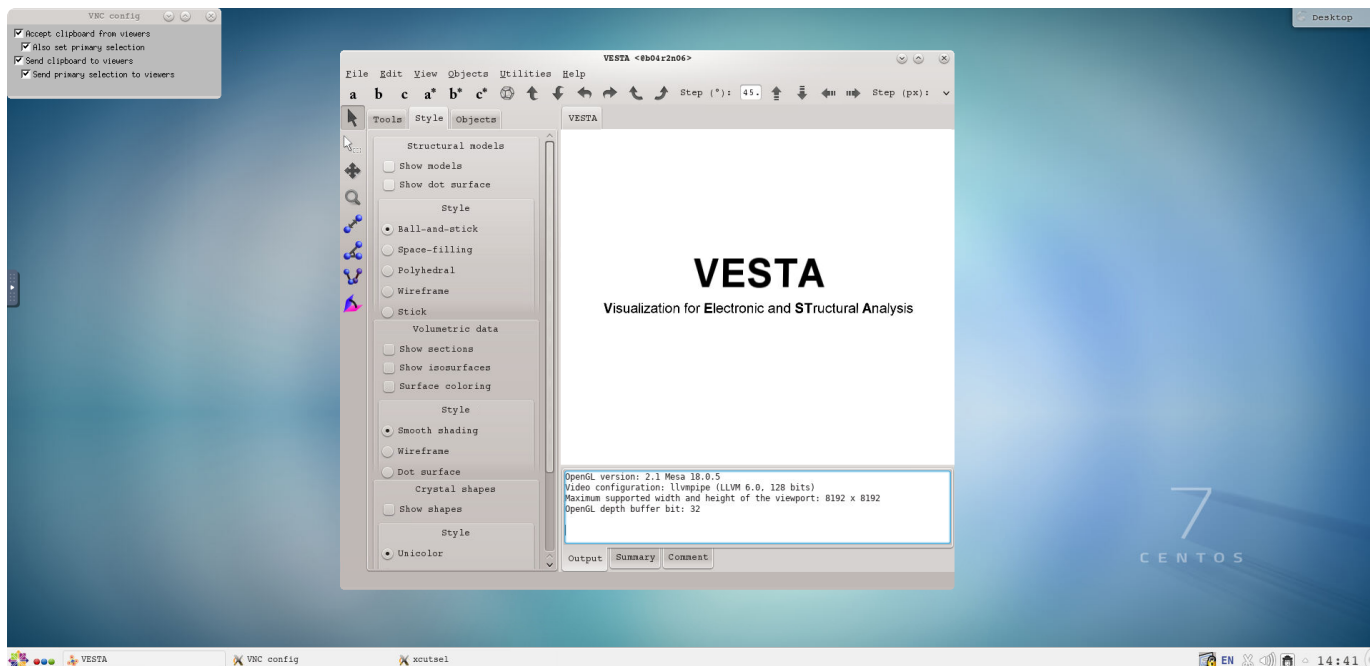 VNC config
Accept clipboard from viewers
Also set primary selection
Send clipboard to viewers
Send primary selection to viewers
Desktop
VESTA <@b04r2n06>
File Edit View Objects Utilities Help
a b c a* b* c* Step (°): 45. Step (px):
Tools Style Objects
VESTA
Structural models
Show models
Show dot surface
Style
Ball-and-stick
Space-filling
Polyhedral
Wireframe
Stick
Volumetric data
Show sections
Show isosurfaces
Surface coloring
Style
Smooth shading
Wireframe
Dot surface
Crystal shapes
Show shapes
Style
Unicolor
VESTA
Visualization for Electronic and STructural Analysis
OpenGL version: 2.1 Mesa 18.0.5
Video configuration: llvmpipe (LLVM 6.0, 128 bits)
Maximum supported width and height of the viewport: 8192 x 8192
OpenGL depth buffer bit: 32
Output Summary Comment
7
CENTOS
VESTA VNC config xcutsel EN 14:41